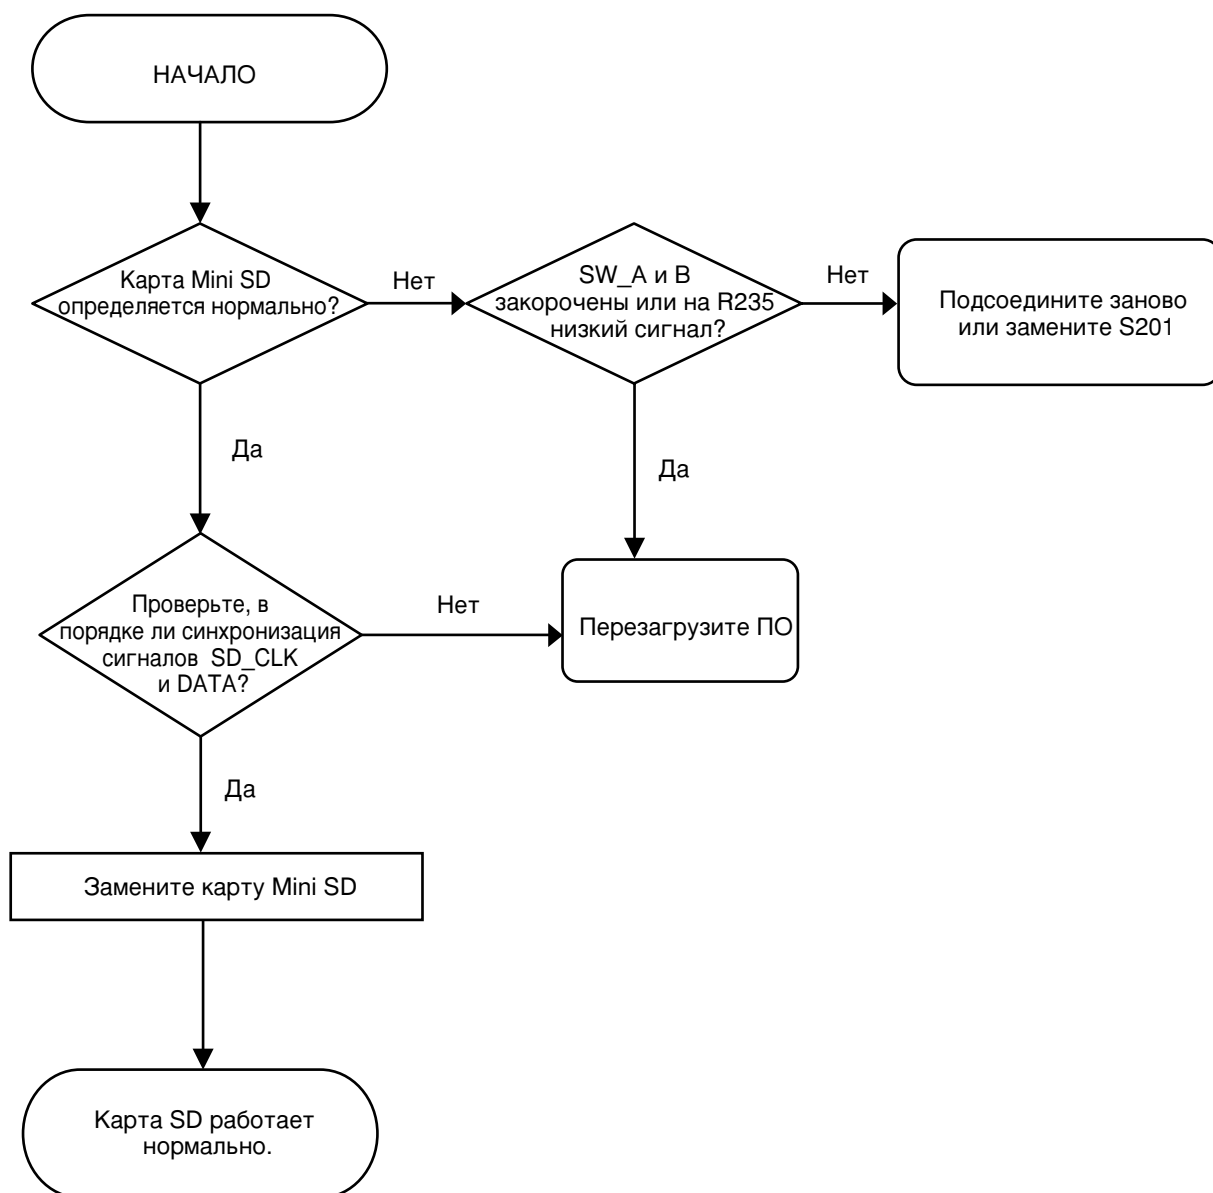 НАЧАЛО
Карта Mini SD
определяется нормально?
Нет
SW_A и B
закорочены или на R235
низкий сигнал?
Нет
Подсоедините заново
или замените S201
Да
Да
Проверьте, в
порядке ли синхронизация
сигналов SD_CLK
и DATA?
Нет
Перезагрузите ПО
Да
Замените карту Mini SD
Карта SD работает
нормально.